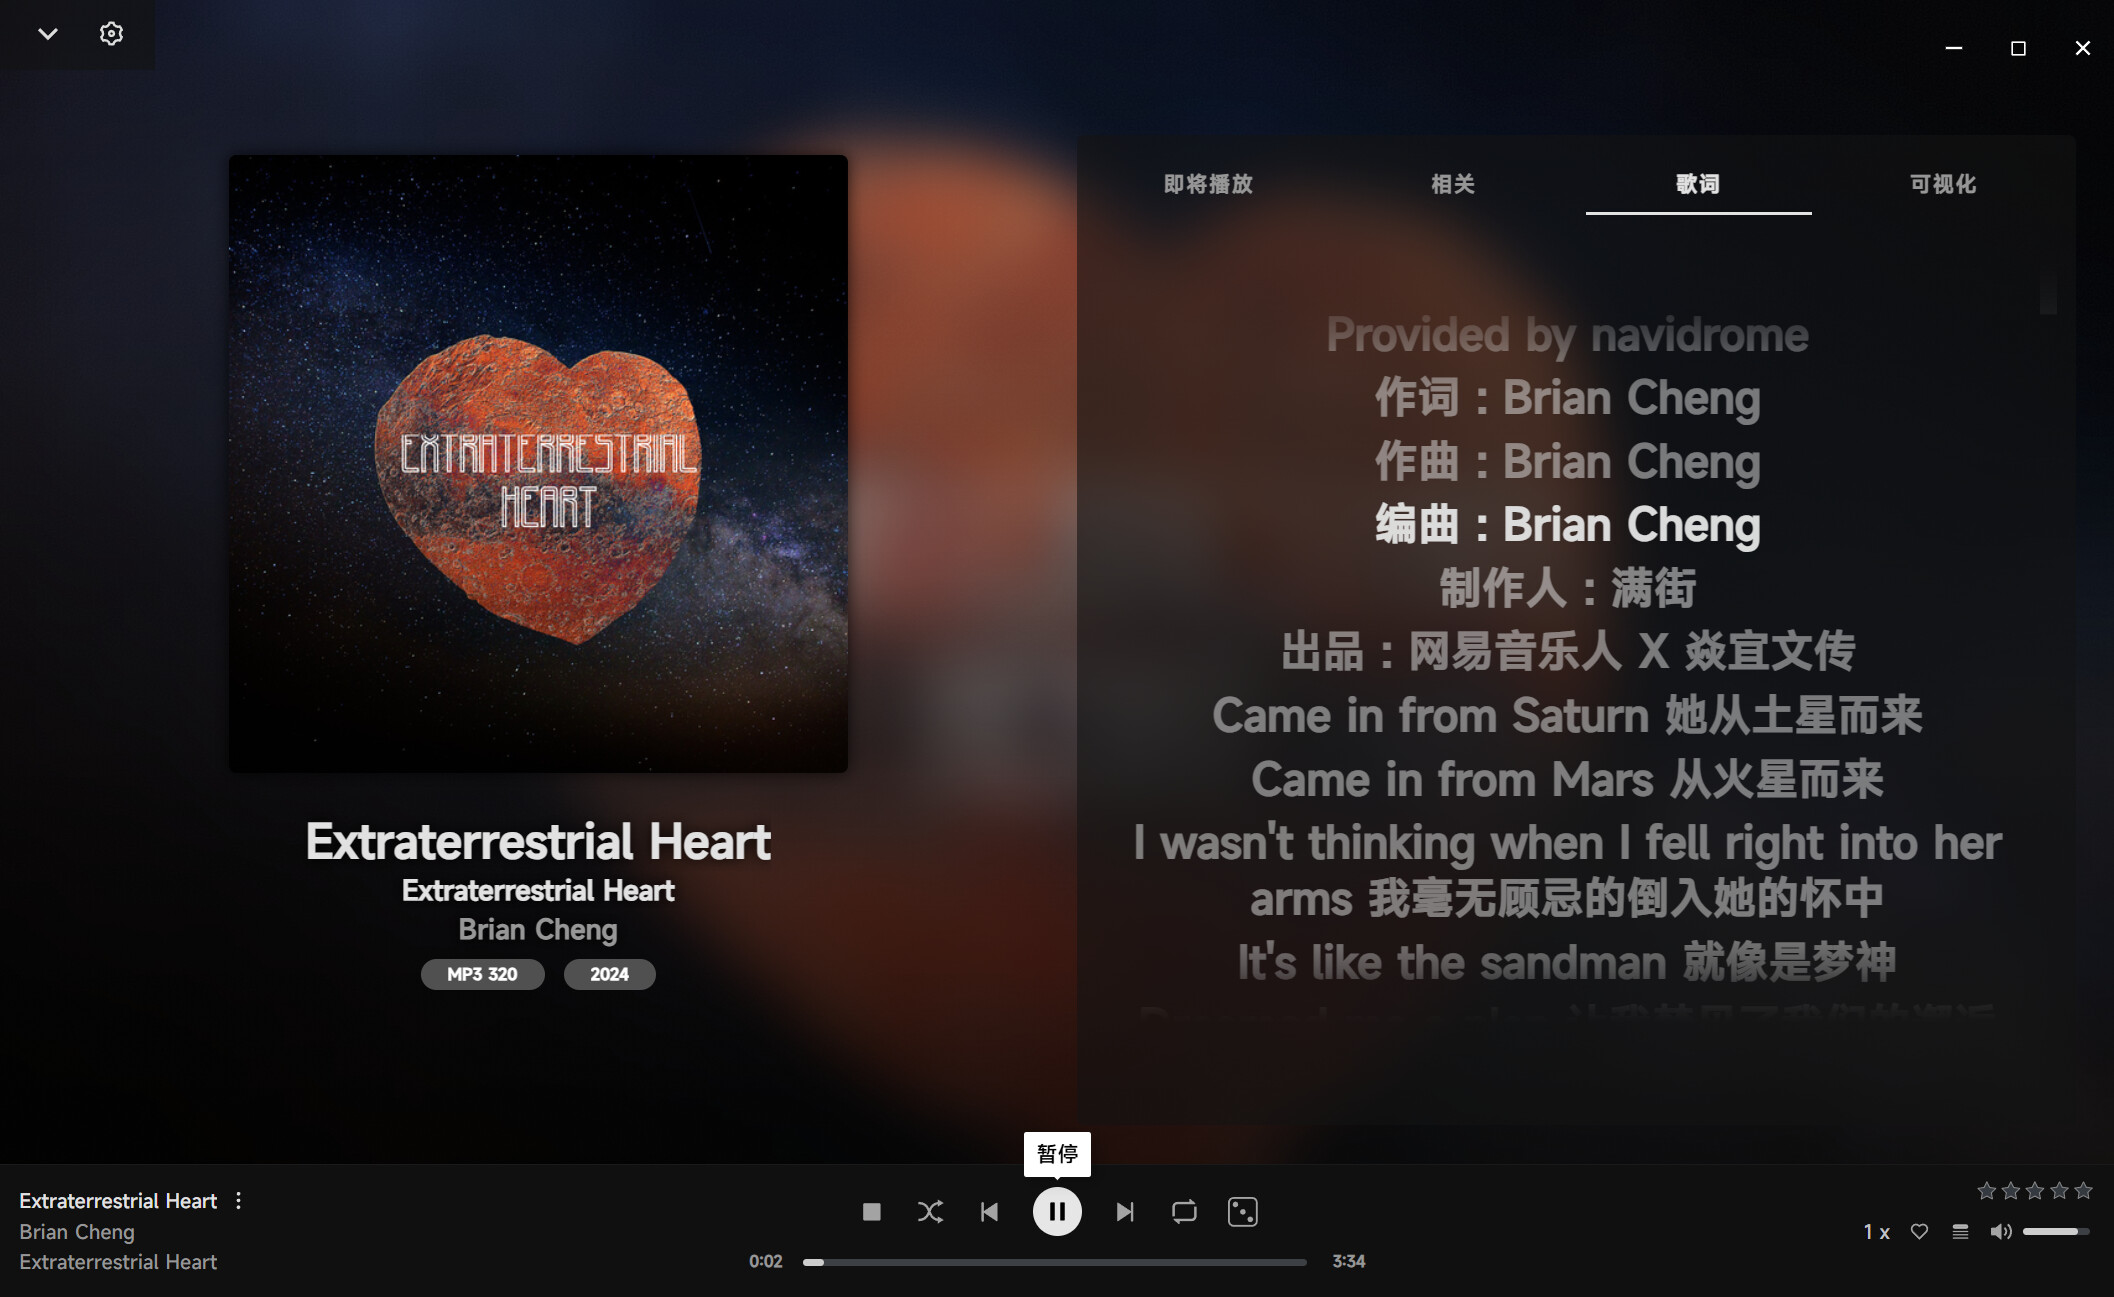 EXTRATERRESTRIAL
HEART
Extraterrestrial Heart
Extraterrestrial Heart
Brian Cheng
MP3 320
2024
即将播放
相关
歌词
可视化
Provided by navidrome
作词：Brian Cheng
作曲：Brian Cheng
编曲：Brian Cheng
制作人：满街
出品：网易音乐人 X 焱宜文传
Came in from Saturn 她从土星而来
Came in from Mars 从火星而来
I wasn't thinking when I fell right into her
arms 我毫无顾忌的倒入她的怀中
It's like the sandman 就像是梦神
暂停
Extraterrestrial Heart
Brian Cheng
Extraterrestrial Heart
0:02
3:34
1 x